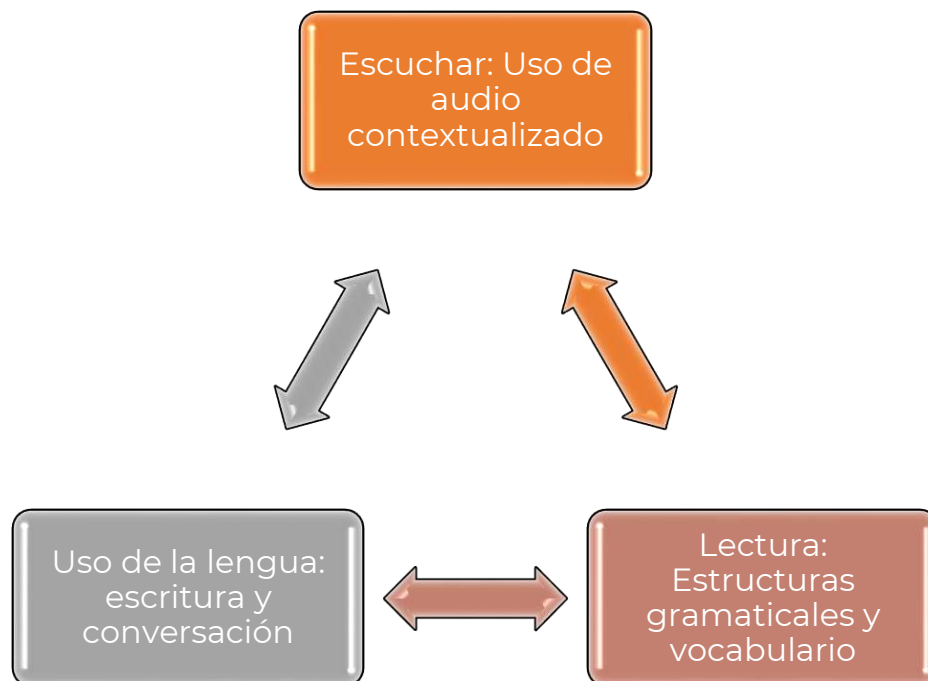 Escuchar: Uso de
audio
contextualizado
Uso de la lengua:
escritura y
conversación
Lectura:
Estructuras
gramaticales y
vocabulario